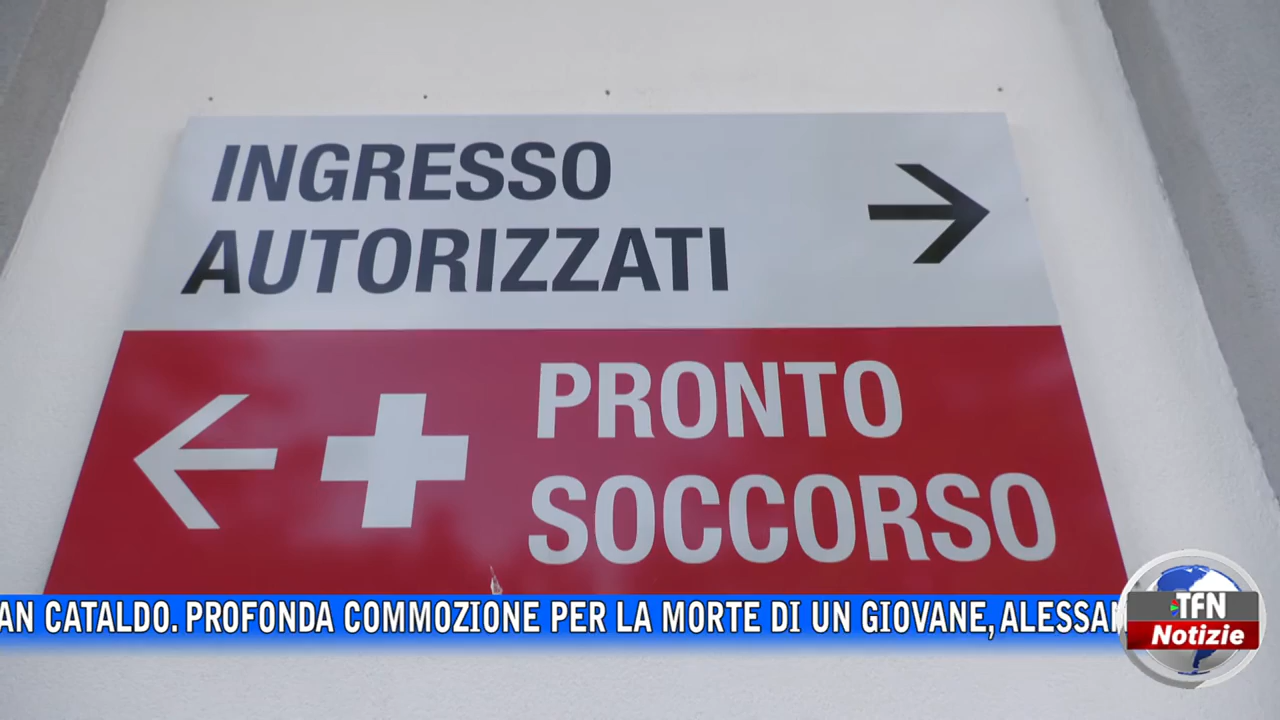 INGRESSO
AUTORIZZATI
PRONTO
SOCCORSO
CATALDO. PROFONDA COMMOZIONE PER LA MORTE DI UN GIOVANE,
TFN
Notizie